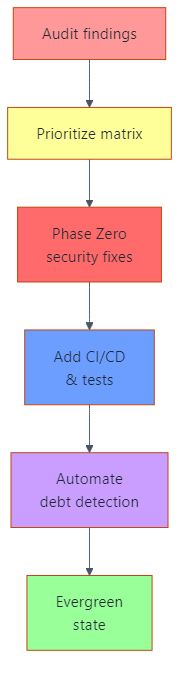 Audit findings
Prioritize matrix
Phase Zero
security fixes
Add CI/CD
& tests
Automate
debt detection
Evergreen
state